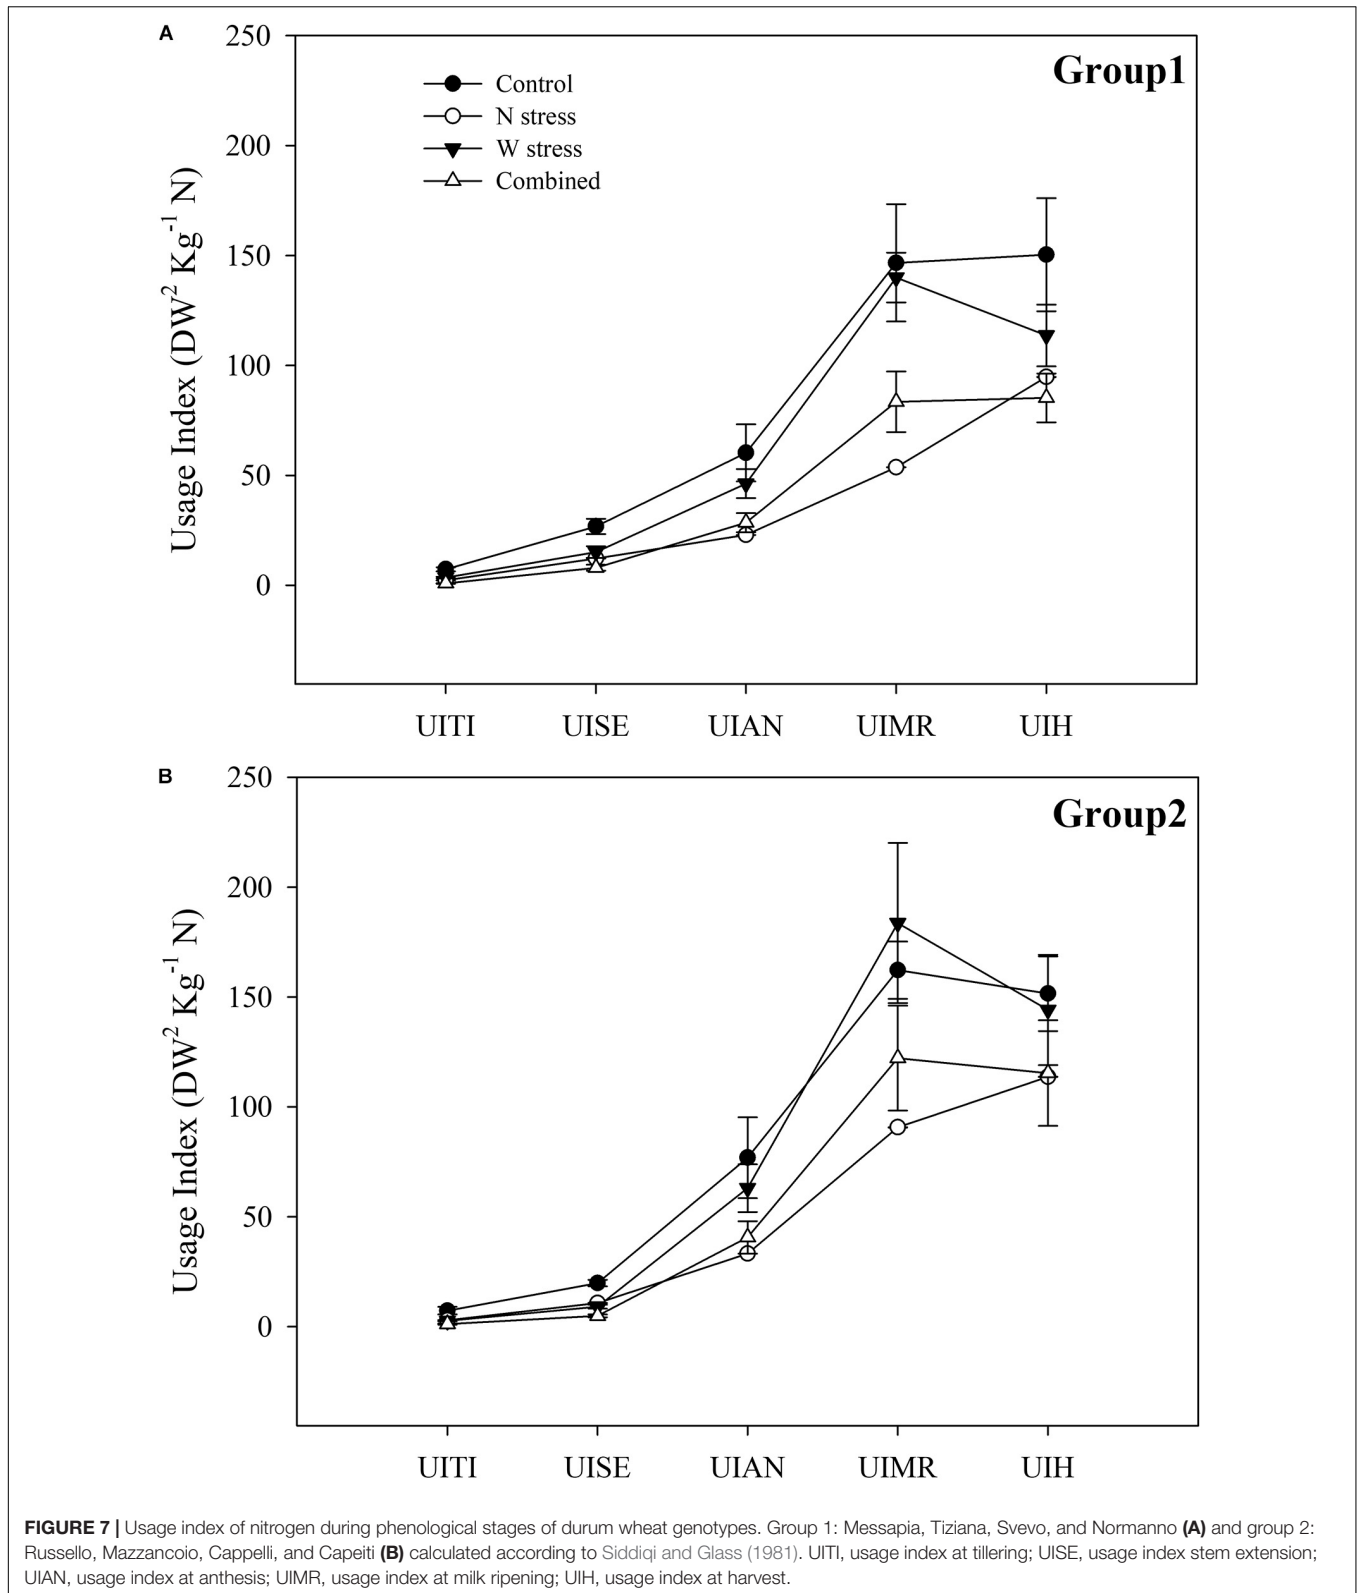 A
250
200
150
100
50
0
Usage Index (DW² Kg⁻¹ N)
Group1
Control
N stress
W stress
Combined
UITI UISE UIAN UIMR UIH
B
250
200
150
100
50
0
Usage Index (DW² Kg⁻¹ N)
Group2
UITI UISE UIAN UIMR UIH
FIGURE 7 | Usage index of nitrogen during phenological stages of durum wheat genotypes. Group 1: Messapia, Tiziana, Svevo, and Normanno (A) and group 2:
Russello, Mazzancoio, Cappelli, and Capeiti (B) calculated according to Siddiqi and Glass (1981). UITI, usage index at tillering; UISE, usage index stem extension;
UIAN, usage index at anthesis; UIMR, usage index at milk ripening; UIH, usage index at harvest.